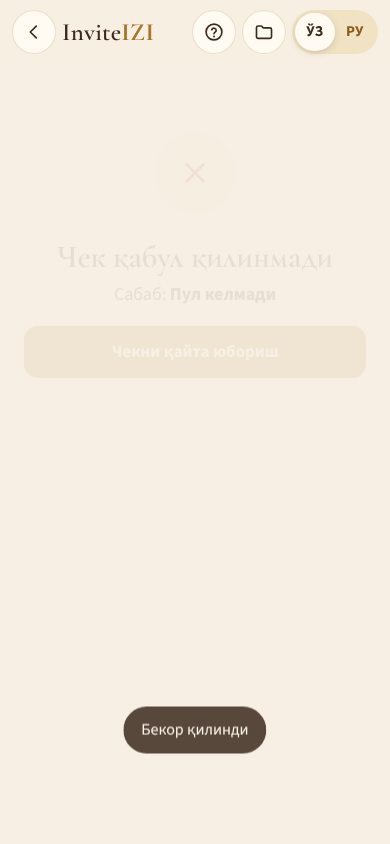 InviteIZI
ЎЗ
РУ
Чек қабул қилинмади
Сабаб: Пул келмади
Чекни қайта юбориш
Бекор қилинди